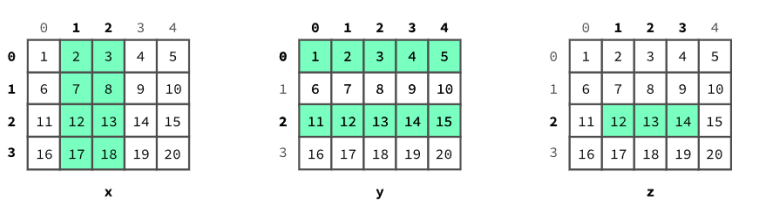 0 1 2 3 4 0 1 2 3 4 0 1 2 3 4
0 1 2 3 4 5 0 1 2 3 4 5 0 1 2 3 4 5
1 6 7 8 9 10 1 6 7 8 9 10 1 6 7 8 9 10
2 11 12 13 14 15 2 11 12 13 14 15 2 11 12 13 14 15
3 16 17 18 19 20 3 16 17 18 19 20 3 16 17 18 19 20
x y z